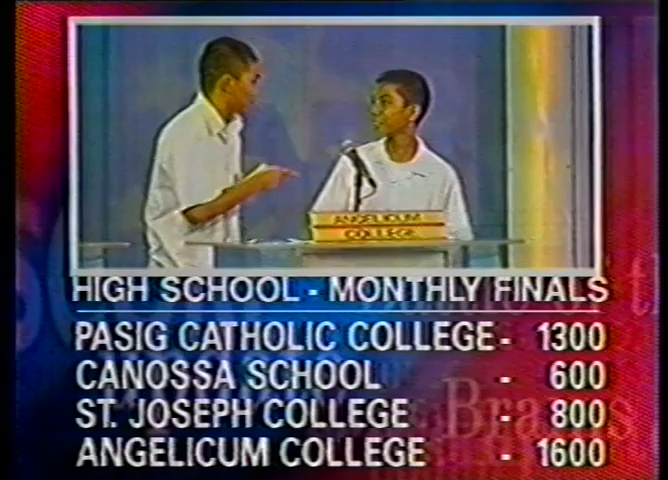 ANGELICUM
COLLEGE
HIGH SCHOOL - MONTHLY FINALS
PASIG CATHOLIC COLLEGE - 1300
CANOSSA SCHOOL - 600
ST. JOSEPH COLLEGE - 800
ANGELICUM COLLEGE - 1600